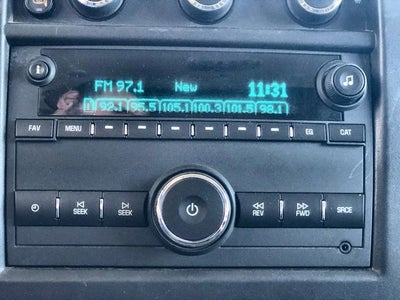 FM 97.1 New 11:31
1 92.1 95.5 105.1 100.3 101.5 98.1
FAV MENU EQ CAT
SEEK SEEK REV FWD SRCE